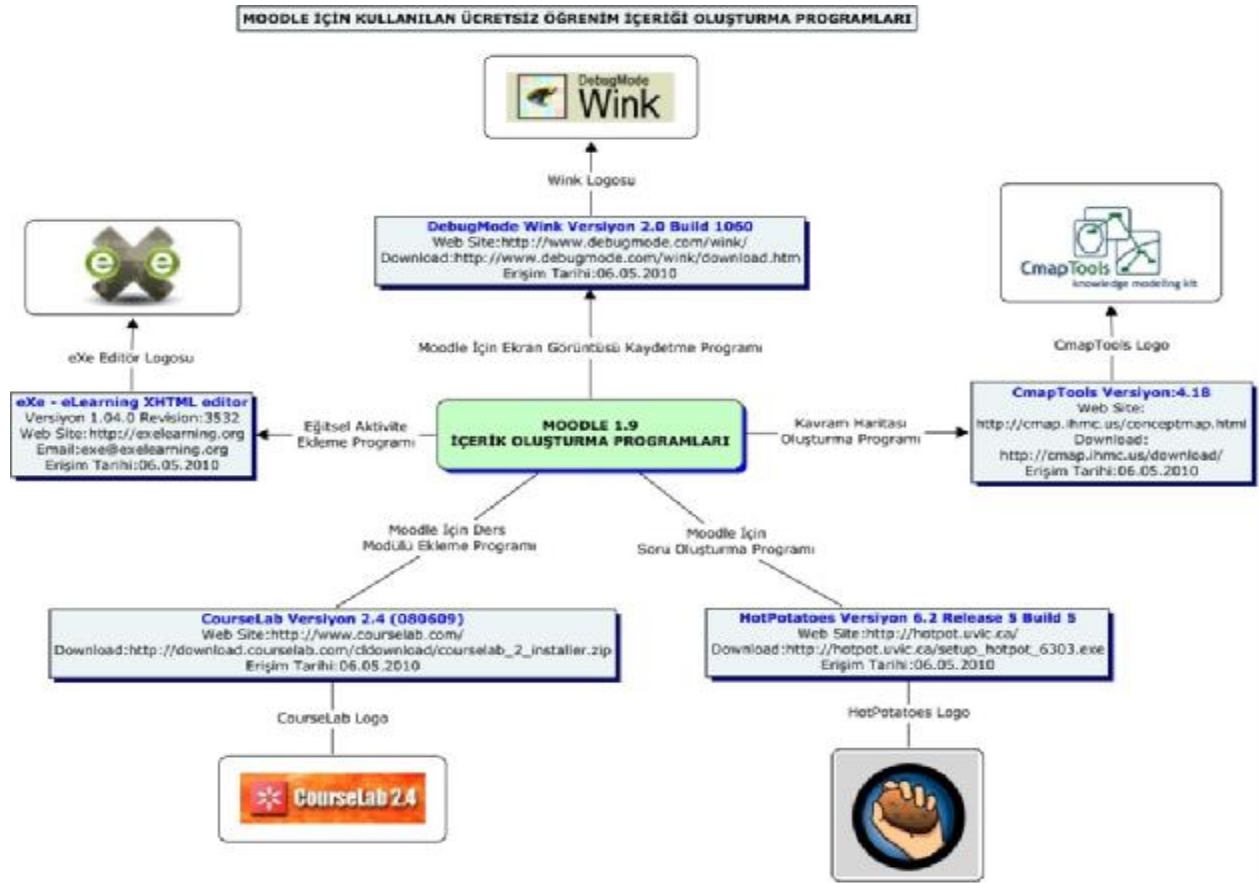 MOODLE İÇİN KULLANILAN ÜCRETSİZ ÖĞRENİM İÇERİĞİ OLUŞTURMA PROGRAMLARI
DebugMode
Wink
Wink Logosu
DebugMode Wink Versiyon 2.0 Build 1060
Web Site:http://www.debugmode.com/wink/
Download:http://www.debugmode.com/wink/download.htm
Erişim Tarihi:06.05.2010
Moodle İçin Ekran Görüntüsü Kaydetme Programı
e e
eXe Editör Logosu
eXe - eLearning XHTML editor
Versiyon 1.04.0 Revision:3532
Web Site:http://exelearning.org
Email:exe@exelearning.org
Erişim Tarihi:06.05.2010
Eğitsel Aktivite
Ekleme Programı
MOODLE 1.9
İÇERİK OLUŞTURMA PROGRAMLARI
Kavram Haritası
Oluşturma Programı
CmapTools
knowledge modeling kit
CmapTools Logo
CmapTools Versiyon:4.18
Web Site:
http://cmap.ihmc.us/conceptmap.html
Download:
http://cmap.ihmc.us/download/
Erişim Tarihi:06.05.2010
Moodle İçin Ders
Modülü Ekleme Programı
CourseLab Versiyon 2.4 (080609)
Web Site:http://www.courselab.com/
Download:http://download.courselab.com/cldownload/courselab_2_installer.zip
Erişim Tarihi:06.05.2010
CourseLab Logo
CourseLab 2.4
Moodle İçin
Soru Oluşturma Programı
HotPotatoes Versiyon 6.2 Release 5 Build 5
Web Site:http://hotpot.uvic.ca/
Download:http://hotpot.uvic.ca/setup_hotpot_6303.exe
Erişim Tarihi:06.05.2010
HotPotatoes Logo